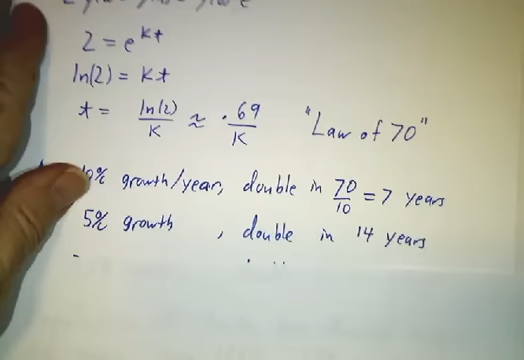 2 = e^kt
ln(2) = kt
t = ln(2)/K ≈ .69/K "Law of 70"
10% growth/year, double in 70/10 = 7 years
5% growth , double in 14 years